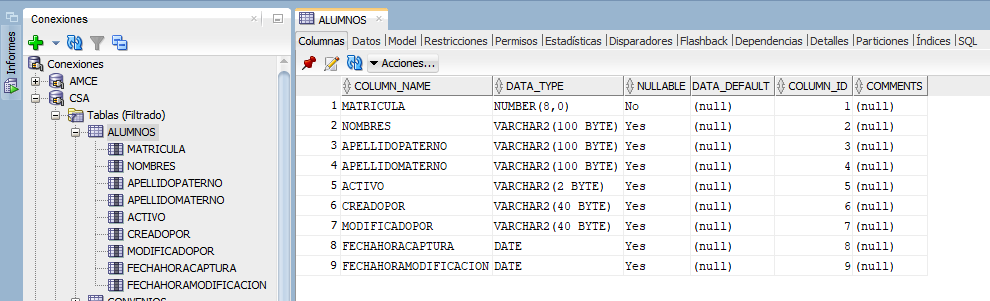 Informes
Conexiones
Conexiones
AMCE
CSA
Tablas (Filtrado)
ALUMNOS
MATRICULA
NOMBRES
APELLIDOPATERNO
APELLIDOMATERNO
ACTIVO
CREADOPOR
MODIFICADOPOR
FECHAHORACAPTURA
FECHAHORAMODIFICACION
CONVENIOS
ALUMNOS
Columnas Datos Model Restricciones Permisos Estadísticas Disparadores Flashback Dependencias Detalles Particiones Índices SQL
Acciones...
COLUMN_NAME DATA_TYPE NULLABLE DATA_DEFAULT COLUMN_ID COMMENTS
1 MATRICULA NUMBER(8,0) No (null) 1 (null)
2 NOMBRES VARCHAR2(100 BYTE) Yes (null) 2 (null)
3 APELLIDOPATERNO VARCHAR2(100 BYTE) Yes (null) 3 (null)
4 APELLIDOMATERNO VARCHAR2(100 BYTE) Yes (null) 4 (null)
5 ACTIVO VARCHAR2(2 BYTE) Yes (null) 5 (null)
6 CREADOPOR VARCHAR2(40 BYTE) Yes (null) 6 (null)
7 MODIFICADOPOR VARCHAR2(40 BYTE) Yes (null) 7 (null)
8 FECHAHORACAPTURA DATE Yes (null) 8 (null)
9 FECHAHORAMODIFICACION DATE Yes (null) 9 (null)